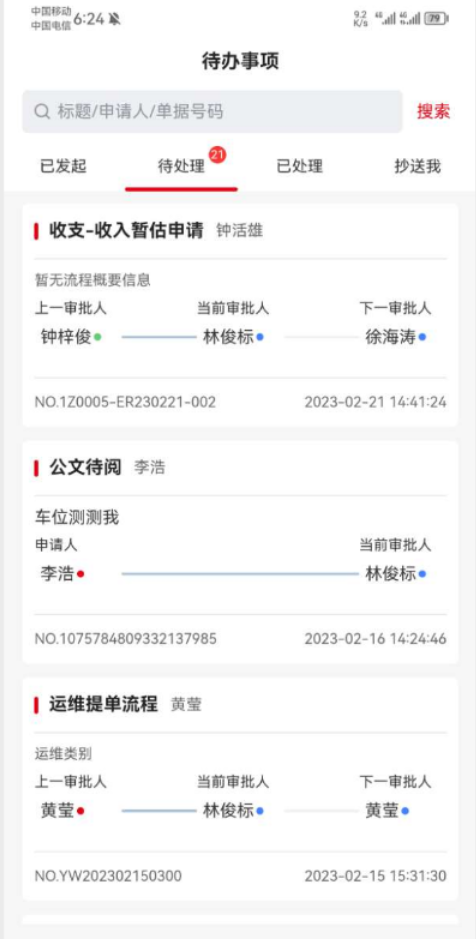 中国移动
中国电信 6:24 9.2 K/s 4G 4G 79
待办事项
标题/申请人/单据号码 搜索
已发起 待处理 21 已处理 抄送我
收支-收入暂估申请 钟活雄
暂无流程概要信息
上一审批人 当前审批人 下一审批人
钟梓俊 林俊标 徐海涛
NO.1Z0005-ER230221-002 2023-02-21 14:41:24
公文待阅 李浩
车位测测我
申请人 当前审批人
李浩 林俊标
NO.1075784809332137985 2023-02-16 14:24:46
运维提单流程 黄莹
运维类别
上一审批人 当前审批人 下一审批人
黄莹 林俊标 黄莹
NO.YW202302150300 2023-02-15 15:31:30